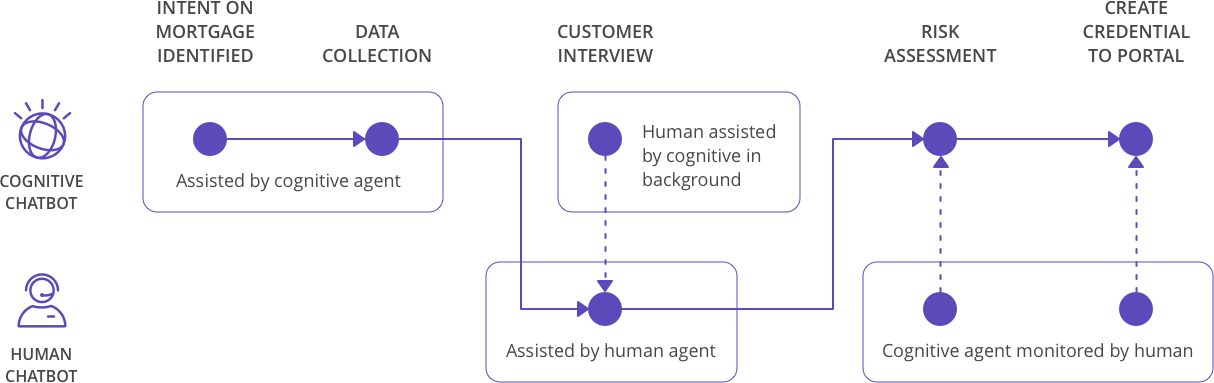 INTENT ON
MORTGAGE
IDENTIFIED
DATA
COLLECTION
CUSTOMER
INTERVIEW
RISK
ASSESSMENT
CREATE
CREDENTIAL
TO PORTAL
COGNITIVE
CHATBOT
Assisted by cognitive agent
Human assisted
by cognitive in
background
HUMAN
CHATBOT
Assisted by human agent
Cognitive agent monitored by human